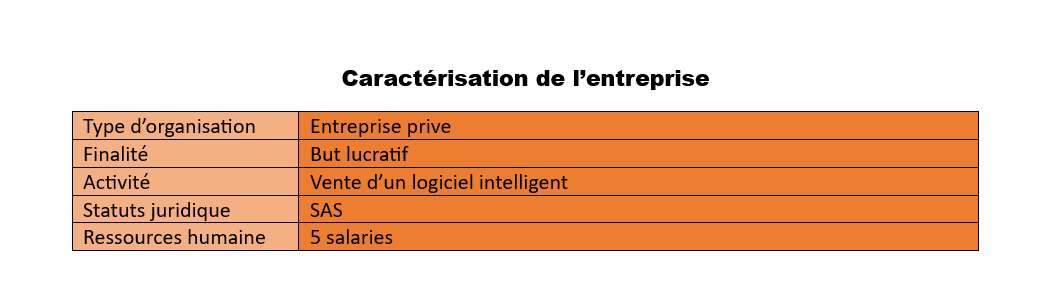 Caractérisation de l’entreprise
Type d’organisation Entreprise prive
Finalité But lucratif
Activité Vente d’un logiciel intelligent
Statuts juridique SAS
Ressources humaine 5 salaries